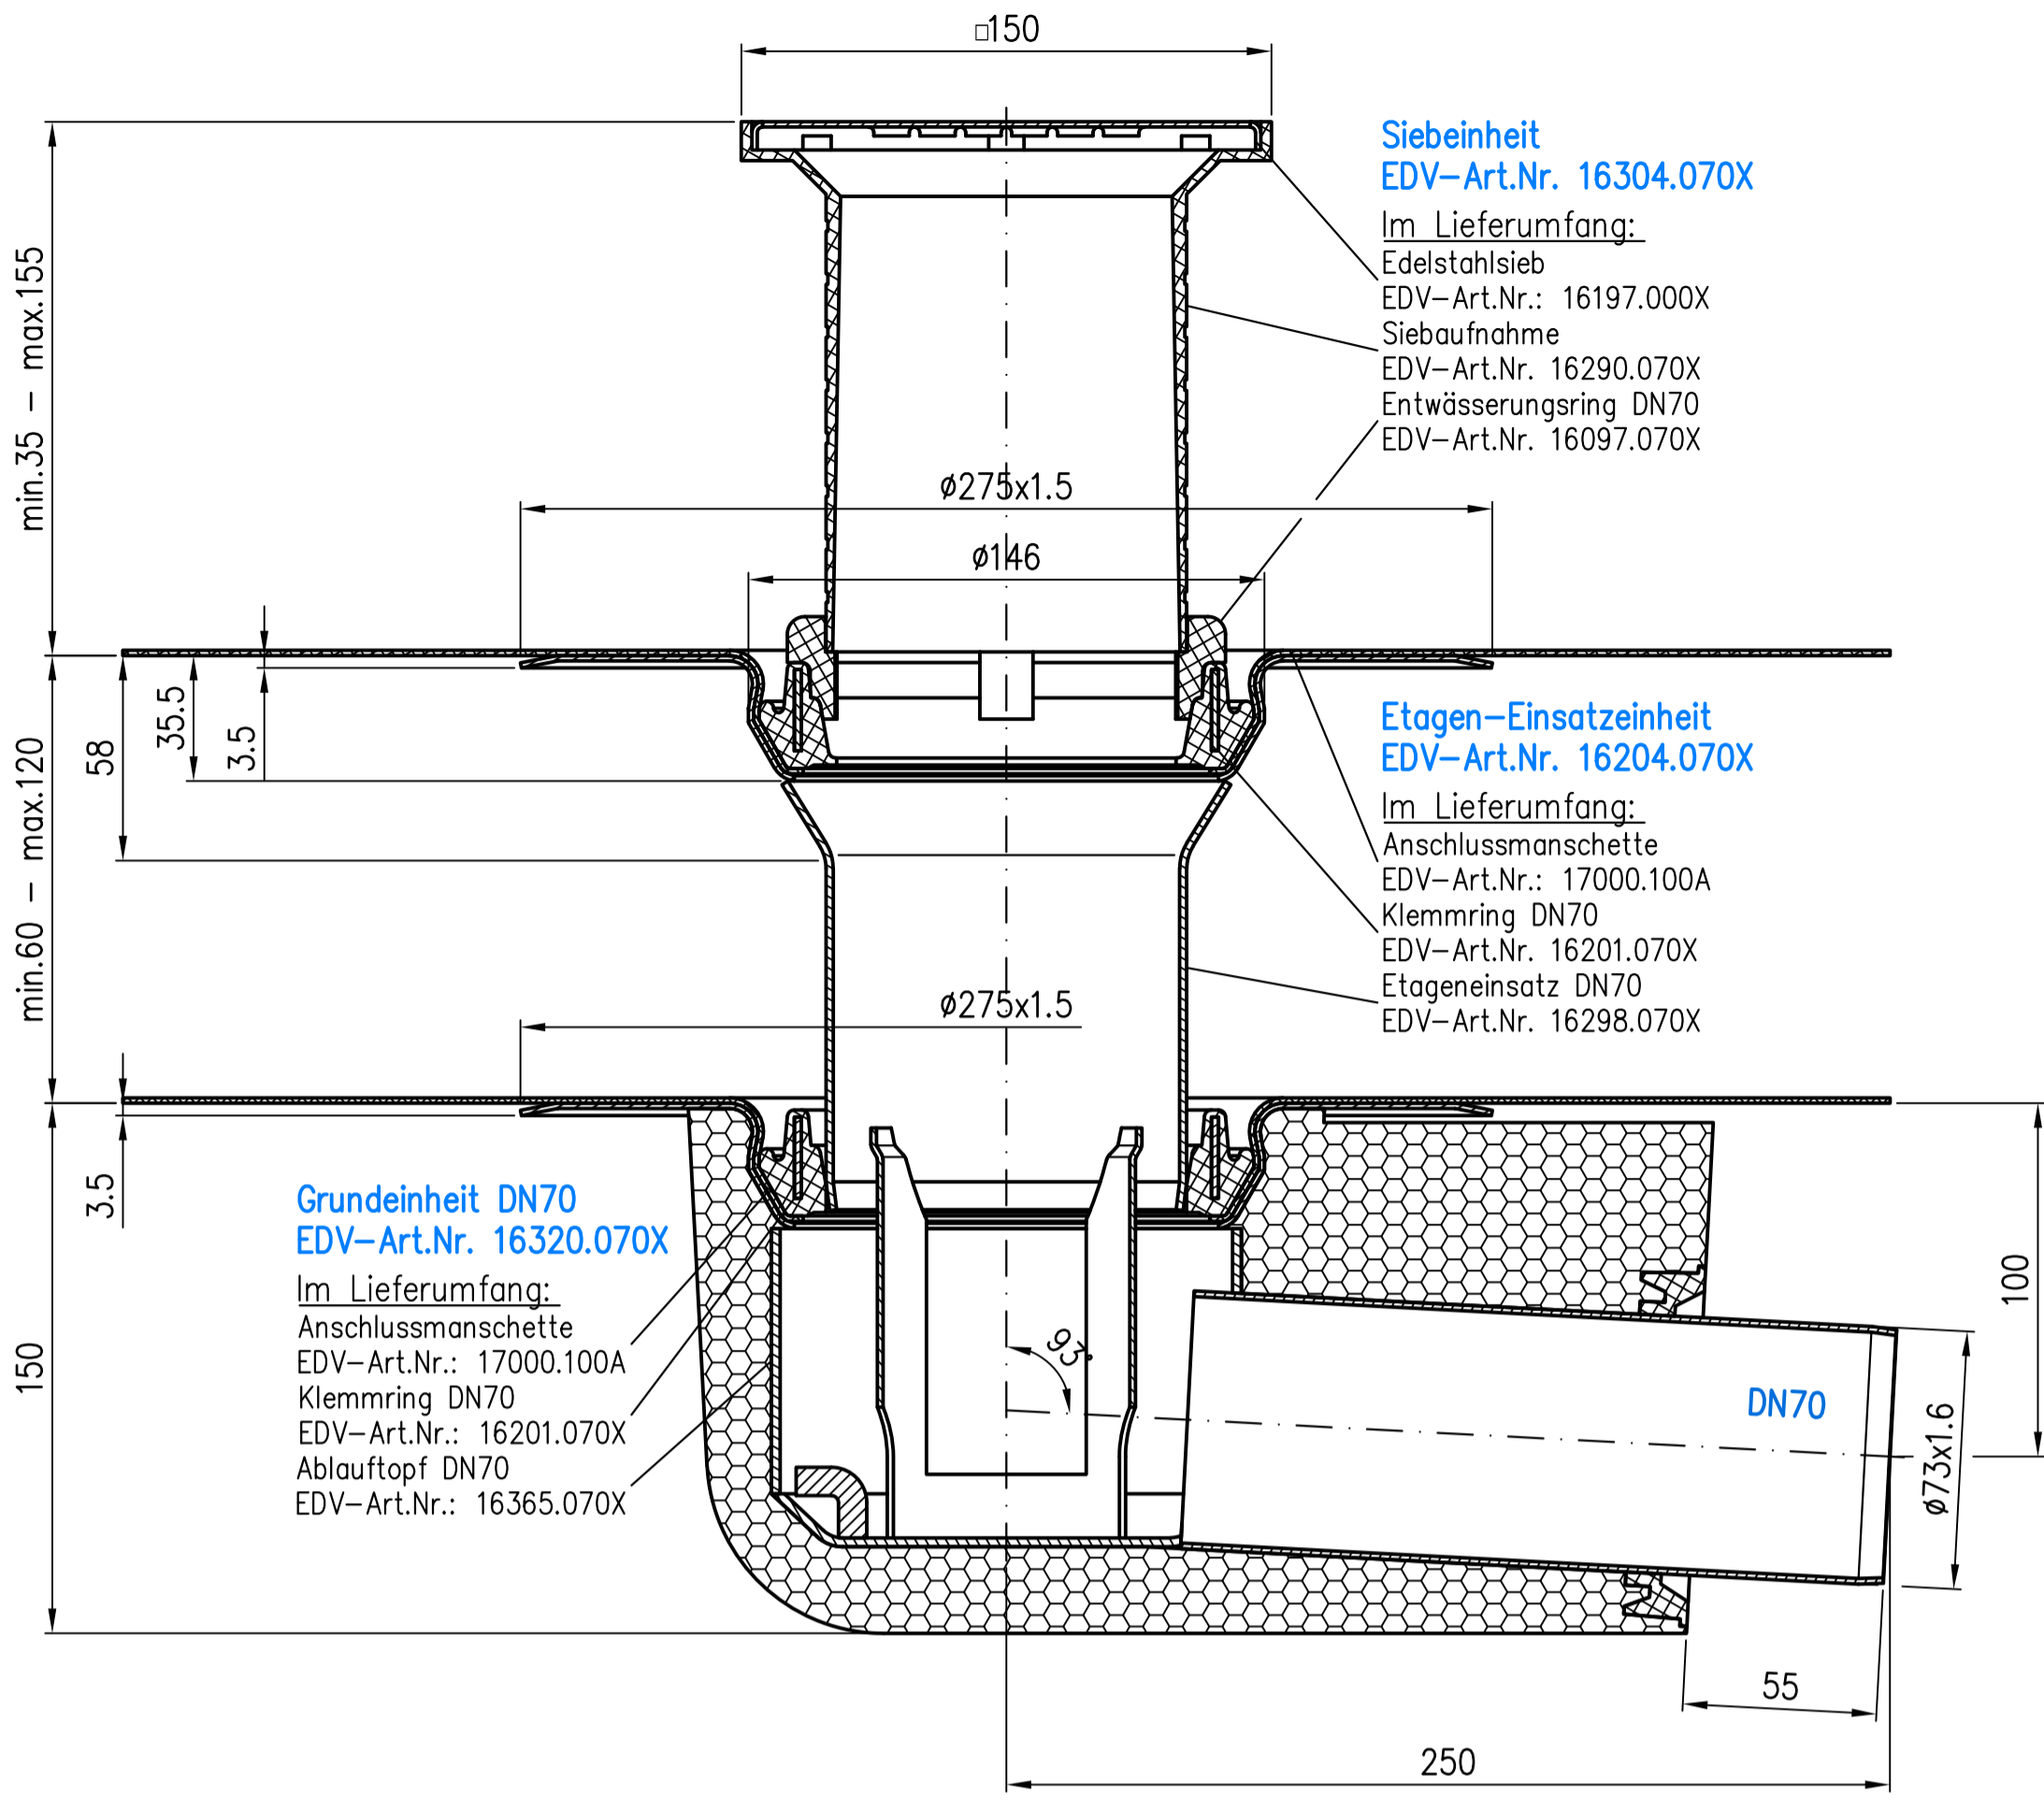 □150
Siebeinheit
EDV-Art.Nr. 16304.070X
Im Lieferumfang:
Edelstahlsieb
EDV-Art.Nr.: 16197.000X
Siebaufnahme
EDV-Art.Nr. 16290.070X
Entwässerungsring DN70
EDV-Art.Nr. 16097.070X
min.35 - max.155
ø275x1.5
ø146
35.5
3.5
58
min.60 - max.120
Etagen-Einsatzeinheit
EDV-Art.Nr. 16204.070X
Im Lieferumfang:
Anschlussmanschette
EDV-Art.Nr.: 17000.100A
Klemmring DN70
EDV-Art.Nr. 16201.070X
Etageneinsatz DN70
EDV-Art.Nr. 16298.070X
ø275x1.5
3.5
Grundeinheit DN70
EDV-Art.Nr. 16320.070X
Im Lieferumfang:
Anschlussmanschette
EDV-Art.Nr.: 17000.100A
Klemmring DN70
EDV-Art.Nr.: 16201.070X
Ablauftopf DN70
EDV-Art.Nr.: 16365.070X
150
93°
DN70
100
ø73x1.6
55
250